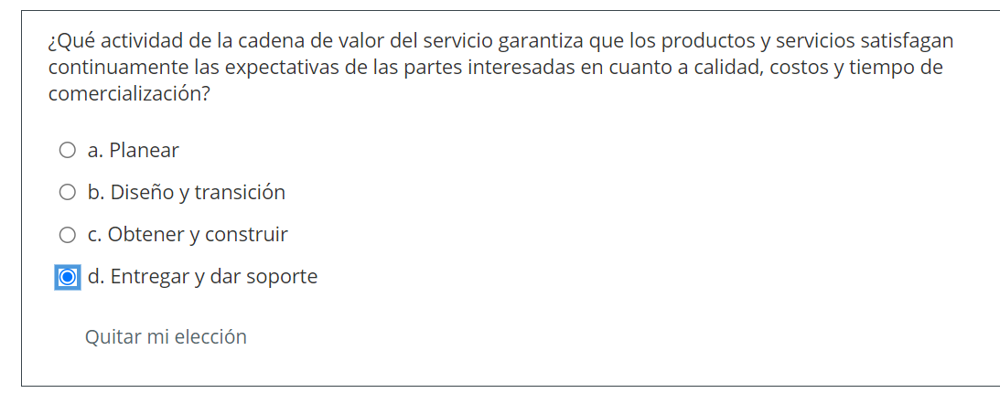 ¿Qué actividad de la cadena de valor del servicio garantiza que los productos y servicios satisfagan
continuamente las expectativas de las partes interesadas en cuanto a calidad, costos y tiempo de
comercialización?
a. Planear
b. Diseño y transición
c. Obtener y construir
d. Entregar y dar soporte
Quitar mi elección